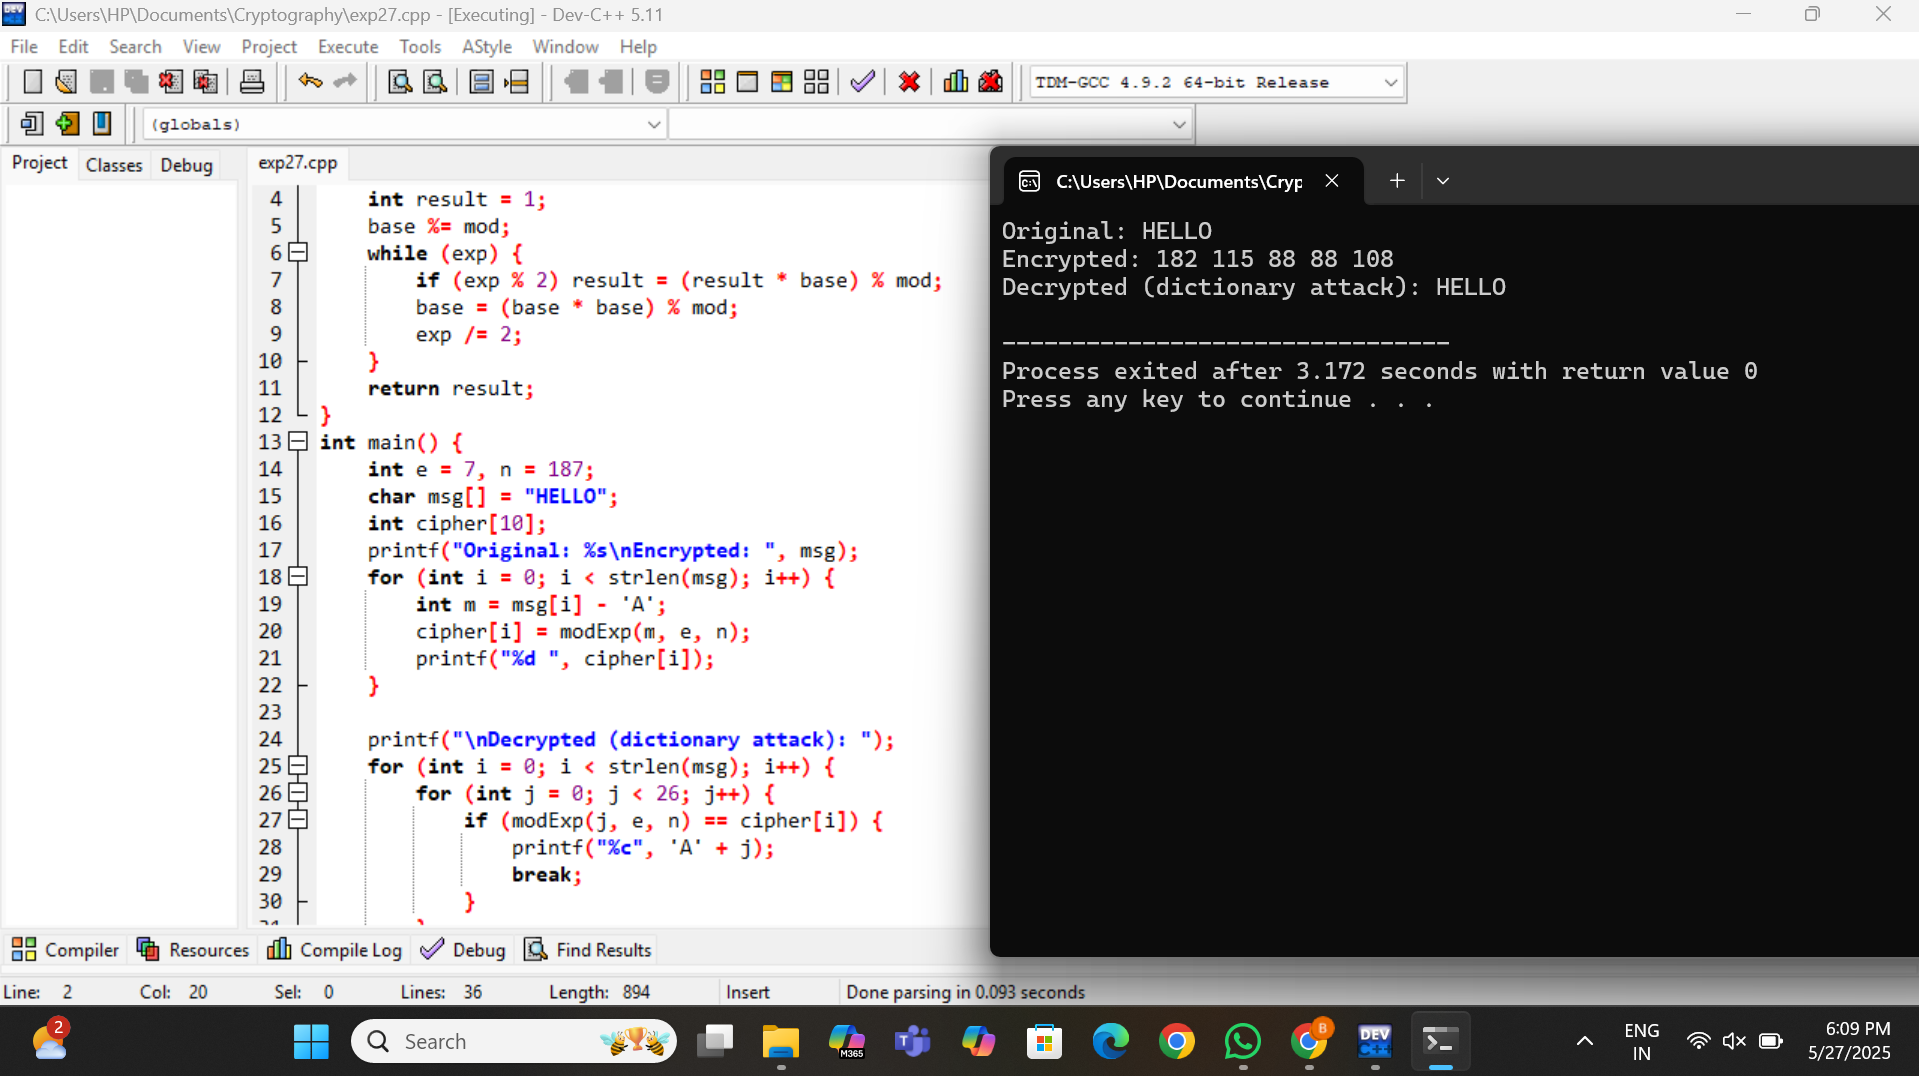 C:\Users\HP\Documents\Cryptography\exp27.cpp - [Executing] - Dev-C++ 5.11
File Edit Search View Project Execute Tools AStyle Window Help
TDM-GCC 4.9.2 64-bit Release
(globals)
Project Classes Debug
exp27.cpp
4 int result = 1;
5 base %= mod;
6 while (exp) {
7 if (exp % 2) result = (result * base) % mod;
8 base = (base * base) % mod;
9 exp /= 2;
10 }
11 return result;
12 }
13 int main() {
14 int e = 7, n = 187;
15 char msg[] = "HELLO";
16 int cipher[10];
17 printf("Original: %s\nEncrypted: ", msg);
18 for (int i = 0; i < strlen(msg); i++) {
19 int m = msg[i] - 'A';
20 cipher[i] = modExp(m, e, n);
21 printf("%d ", cipher[i]);
22 }
23
24 printf("\nDecrypted (dictionary attack): ");
25 for (int i = 0; i < strlen(msg); i++) {
26 for (int j = 0; j < 26; j++) {
27 if (modExp(j, e, n) == cipher[i]) {
28 printf("%c", 'A' + j);
29 break;
30 }
C:\Users\HP\Documents\Cryp
Original: HELLO
Encrypted: 182 115 88 88 108
Decrypted (dictionary attack): HELLO
--------------------------------
Process exited after 3.172 seconds with return value 0
Press any key to continue . . .
Compiler Resources Compile Log Debug Find Results
Line: 2 Col: 20 Sel: 0 Lines: 36 Length: 894 Insert Done parsing in 0.093 seconds
2
Search
M365
T
B
DEV
C++
ENG
IN
6:09 PM
5/27/2025